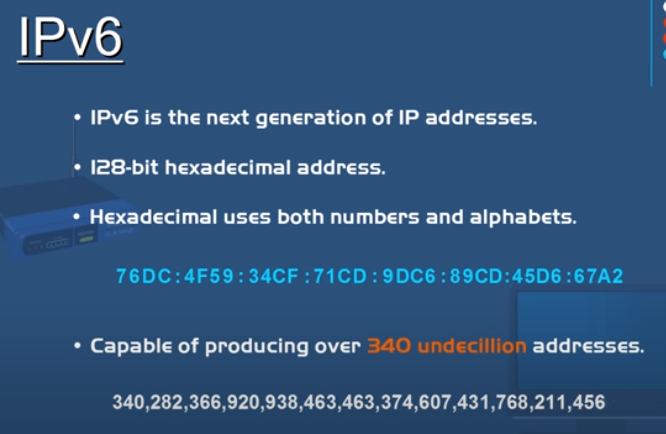 IPv6
• IPv6 is the next generation of IP addresses.
• 128-bit hexadecimal address.
• Hexadecimal uses both numbers and alphabets.
76DC : 4F59 : 34CF : 71CD : 9DC6 : 89CD : 45D6 : 67A2
• Capable of producing over 340 undecillion addresses.
340,282,366,920,938,463,463,374,607,431,768,211,456